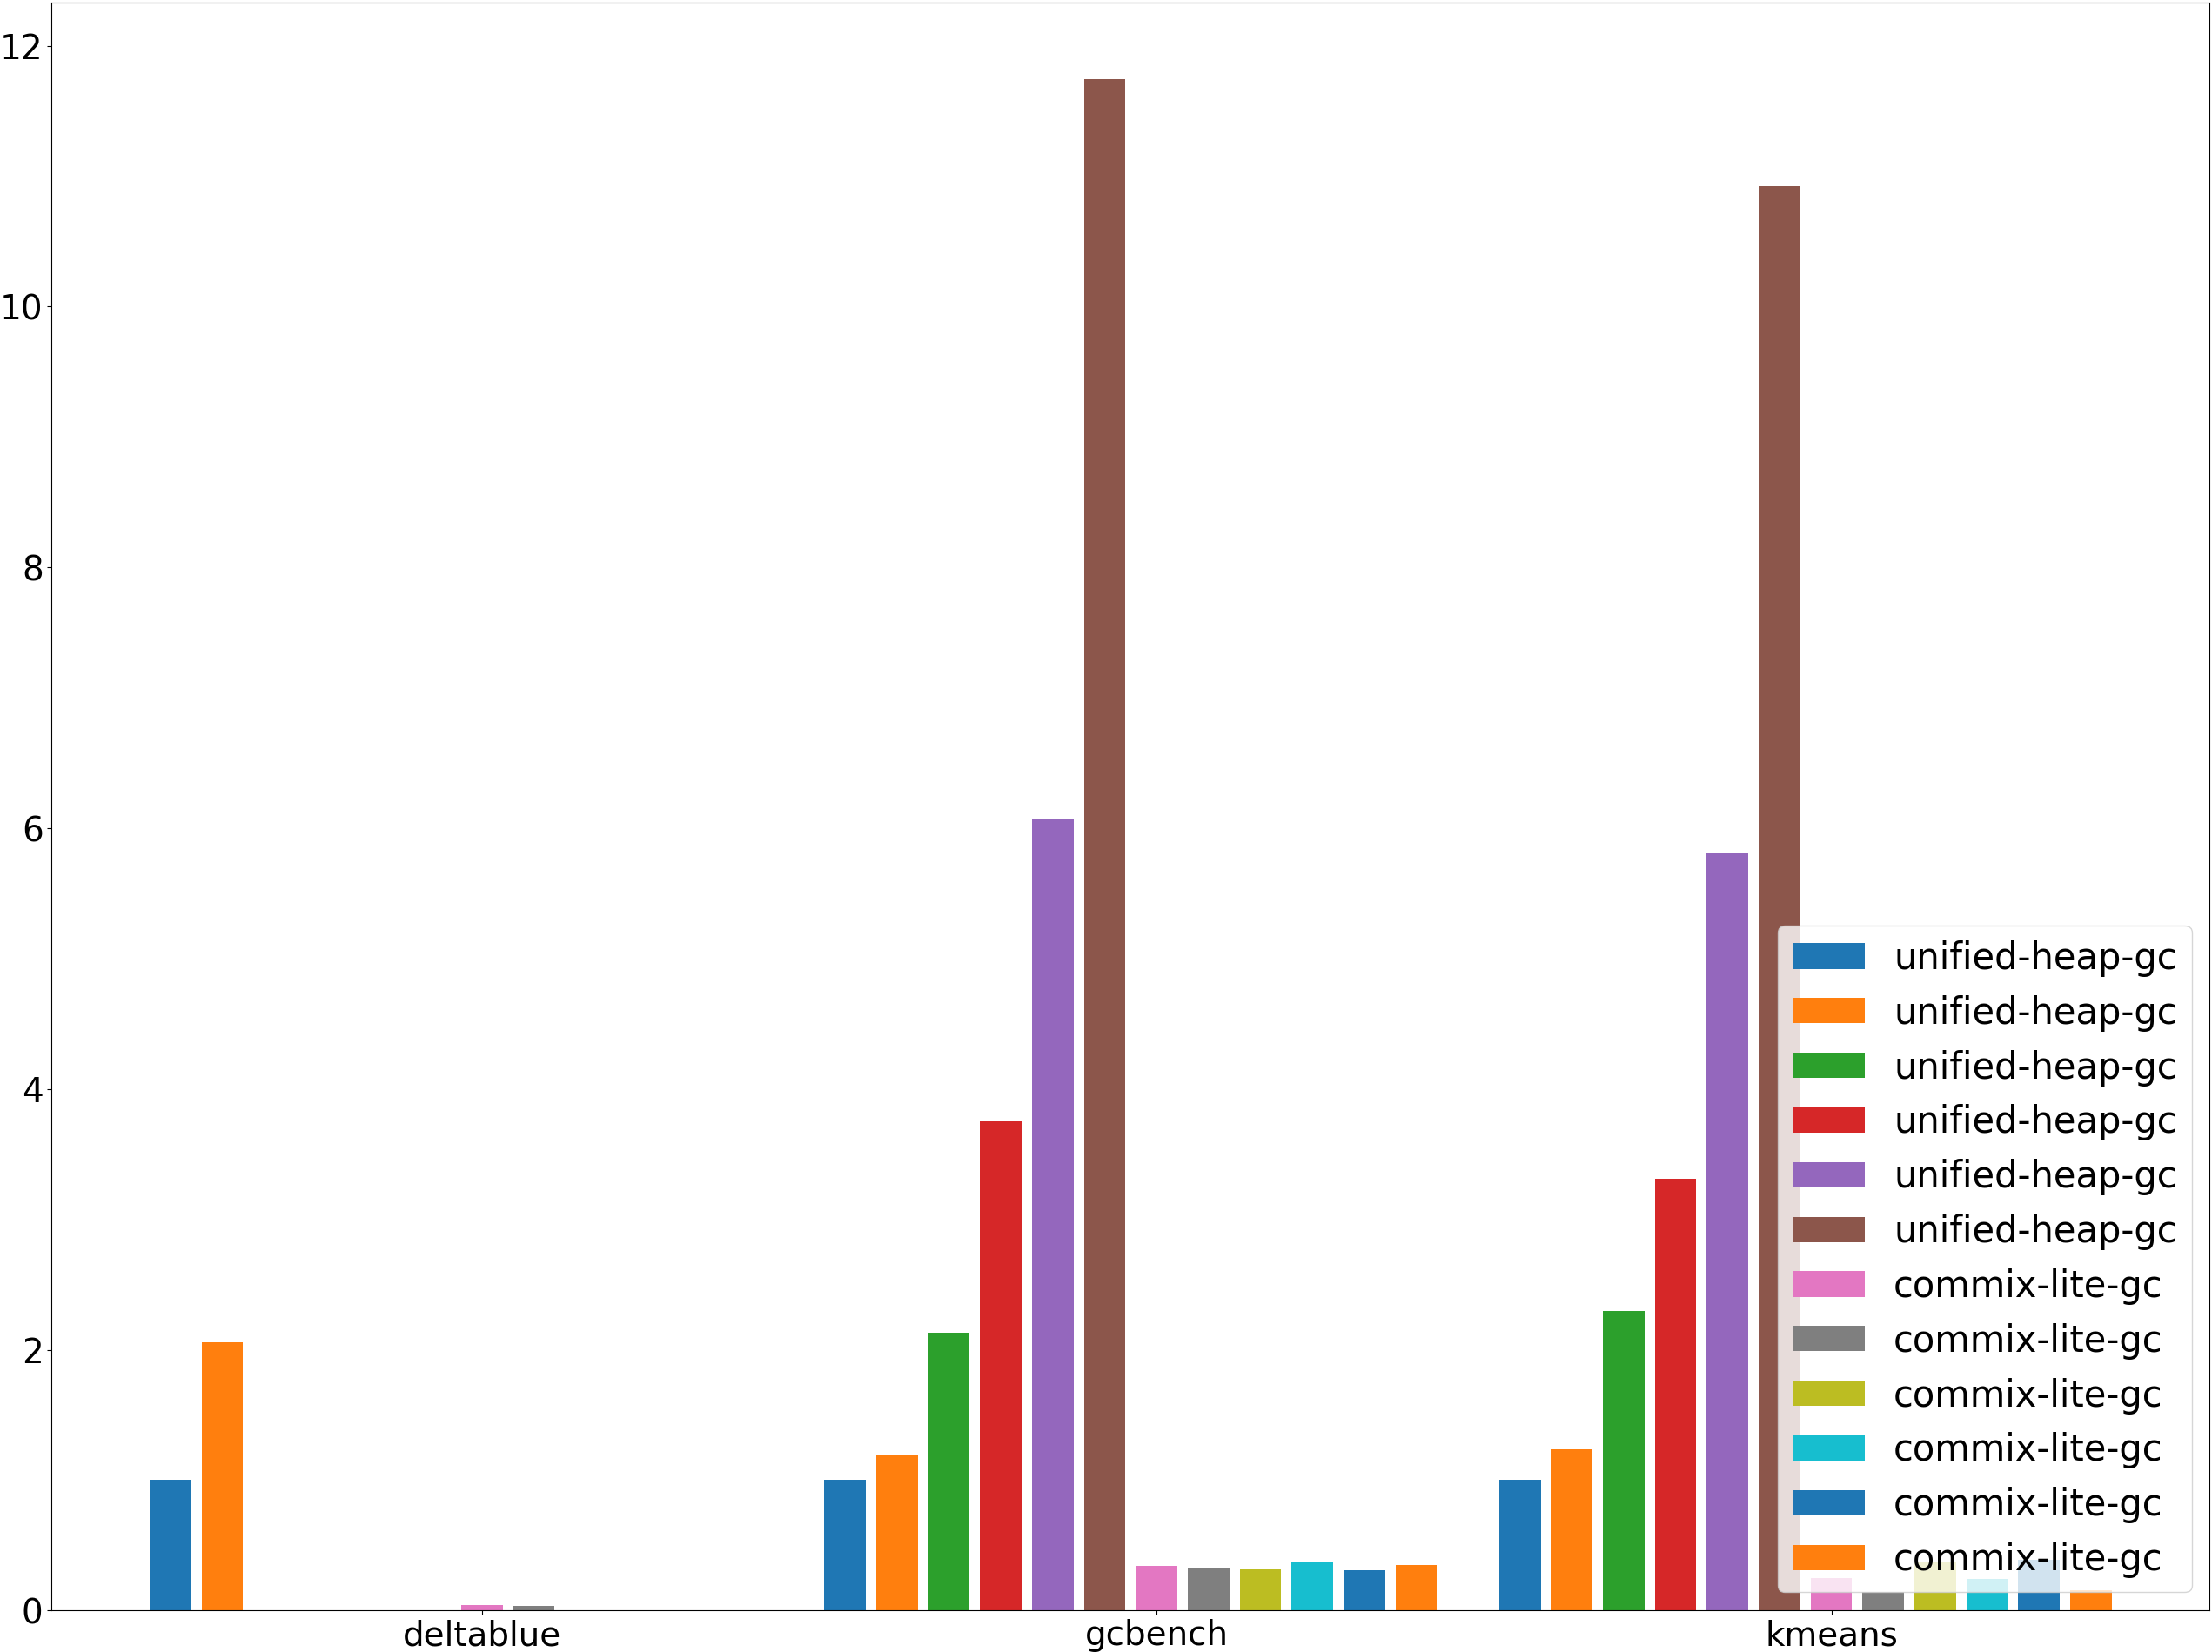 12
10
8
6
4
2
0
deltablue
gcbench
kmeans
unified-heap-gc
unified-heap-gc
unified-heap-gc
unified-heap-gc
unified-heap-gc
unified-heap-gc
commix-lite-gc
commix-lite-gc
commix-lite-gc
commix-lite-gc
commix-lite-gc
commix-lite-gc